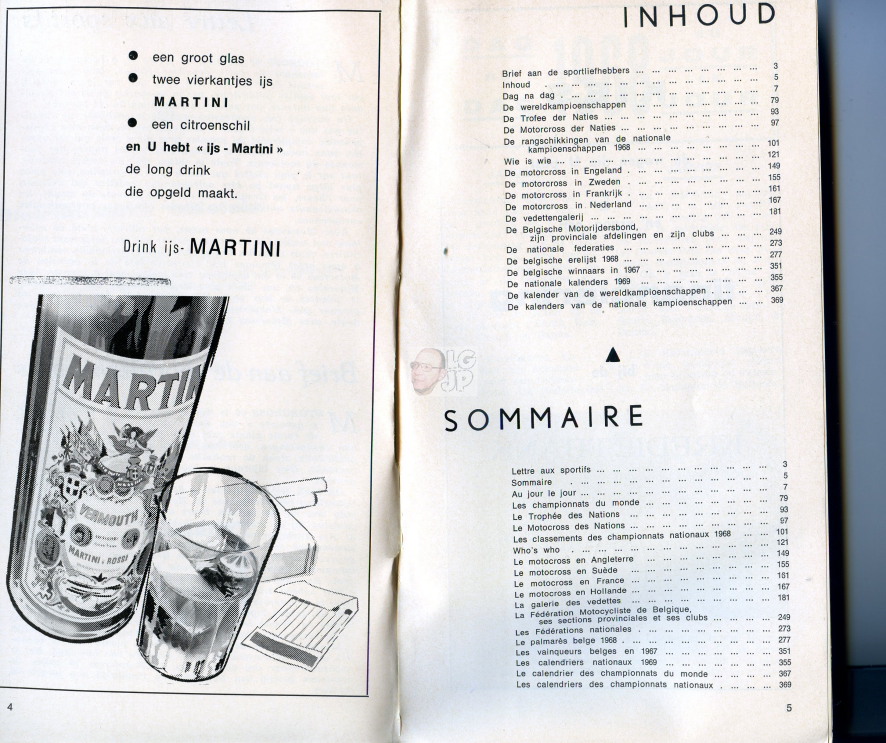 ● een groot glas
● twee vierkantjes ijs
MARTINI
● een citroenschil
en U hebt « ijs - Martini »
de long drink
die opgeld maakt.
Drink ijs- MARTINI
MARTIN
VERMOUTH
MARTINI & ROSSI
4
INHOUD
Brief aan de sportliefhebbers ... ... ... ... ... ... ... ... ... 3
Inhoud . ... ... ... ... ... ... ... ... ... ... ... ... 5
Dag na dag . ... ... ... ... ... ... ... ... ... ... ... 7
De wereldkampioenschappen ... ... ... ... ... ... ... ... 79
De Trofee der Naties ... ... ... ... ... ... ... ... ... 93
De Motorcross der Naties ... ... ... ... ... ... ... ... ... 97
De rangschikkingen van de nationale
kampioenschappen 1968 ... ... ... ... ... ... ... ... 101
Wie is wie ... ... ... ... ... ... ... ... ... ... ... ... 121
De motorcross in Engeland . ... ... ... ... ... ... ... ... 149
De motorcross in Zweden . ... ... ... ... ... ... ... ... 155
De motorcross in Frankrijk . ... ... ... ... ... ... ... ... 161
De motorcross in Nederland ... ... ... ... ... ... ... ... 167
De vedettengalerij ... ... ... ... ... ... ... ... ... ... 181
De Belgische Motorijdersbond,
zijn provinciale afdelingen en zijn clubs ... ... ... ... 249
De nationale federaties ... ... ... ... ... ... ... ... ... 273
De belgische erelijst 1968 ... ... ... ... ... ... ... ... ... 277
De belgische winnaars in 1967 . ... ... ... ... ... ... ... 351
De nationale kalenders 1969 ... ... ... ... ... ... ... ... 355
De kalender van de wereldkampioenschappen . ... ... ... 367
De kalenders van de nationale kampioenschappen ... ... 369
▲
LG
JP
SOMMAIRE
Lettre aux sportifs ... ... ... ... ... ... ... ... ... ... ... 3
Sommaire . ... ... ... ... ... ... ... ... ... ... ... 5
Au jour le jour ... ... ... ... ... ... ... ... ... ... ... 7
Les championnats du monde ... ... ... ... ... ... ... ... 79
Le Trophée des Nations ... ... ... ... ... ... ... ... ... 93
Le Motocross des Nations ... ... ... ... ... ... ... ... ... 97
Les classements des championnats nationaux 1968 ... ... 101
Who's who . ... ... ... ... ... ... ... ... ... ... ... 121
Le motocross en Angleterre ... ... ... ... ... ... ... ... 149
Le motocross en Suède ... ... ... ... ... ... ... ... ... 155
Le motocross en France ... ... ... ... ... ... ... ... ... 161
Le motocross en Hollande ... ... ... ... ... ... ... ... 167
La galerie des vedettes ... ... ... ... ... ... ... ... ... 181
La Fédération Motocycliste de Belgique,
ses sections provinciales et ses clubs ... ... ... ... ... 249
Les Fédérations nationales . ... ... ... ... ... ... ... ... 273
Le palmarès belge 1968 . ... ... ... ... ... ... ... ... 277
Les vainqueurs belges en 1967 ... ... ... ... ... ... ... 351
Les calendriers nationaux 1969 ... ... ... ... ... ... ... 355
Le calendrier des championnats du monde ... ... ... ... 367
Les calendriers des championnats nationaux . ... ... ... 369
5